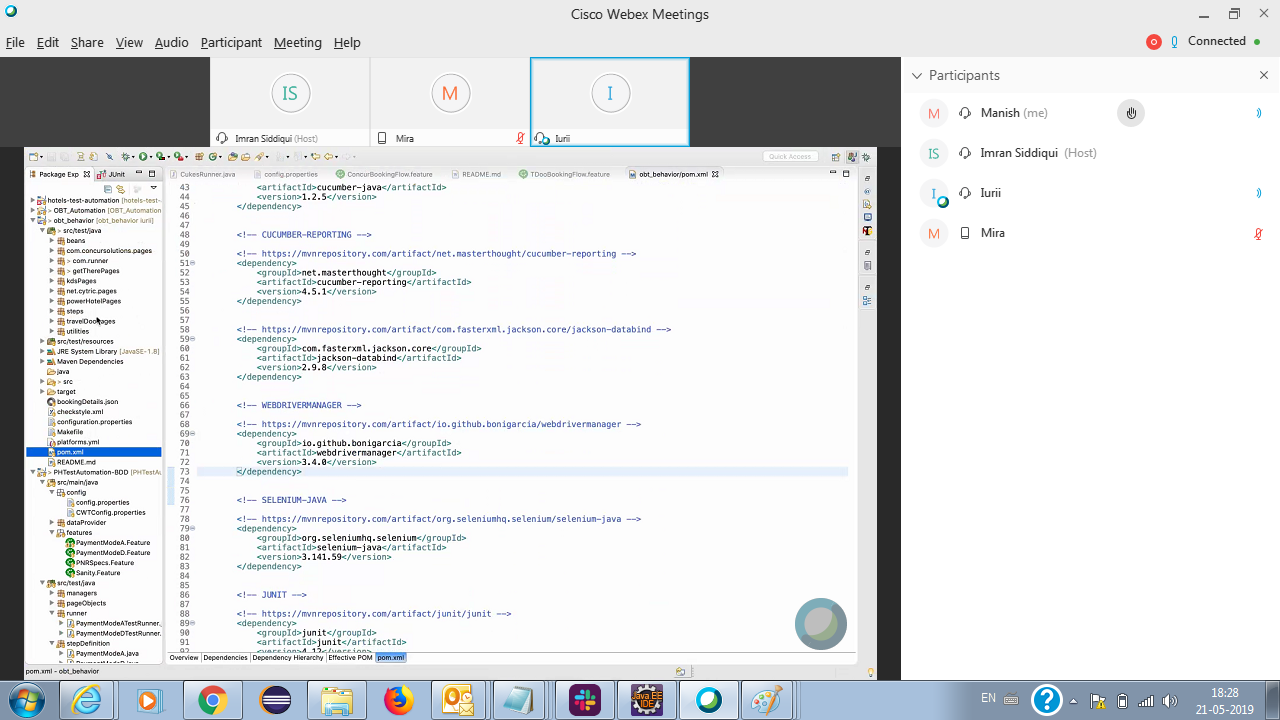 Cisco Webex Meetings
File Edit Share View Audio Participant Meeting Help
Connected
IS
Imran Siddiqui (Host)
M
Mira
I
Iurii
Participants
M Manish (me)
IS Imran Siddiqui (Host)
I Iurii
M Mira
Quick Access
Package Exp JUnit
CukesRunner.java config.properties ConcurBookingFlow.feature README.md TDooBookingFlow.feature obt_behavior/pom.xml
hotels-test-automation [hotels-test-
OBT_Automation [OBT_Automation
> obt_behavior [obt_behavior Iurii]
> src/test/java
beans
com.concursolutions.pages
> com.runner
> getTherePages
kdsPages
net.cytric.pages
powerHotelPages
steps
travelDooPages
utilities
src/test/resources
JRE System Library [JavaSE-1.8]
Maven Dependencies
java
> src
target
bookingDetails.json
checkstyle.xml
configuration.properties
Makefile
platforms.yml
pom.xml
README.md
> PHTestAutomation-BDD [PHTestAu
src/main/java
config
config.properties
CWTConfig.properties
dataProvider
features
PaymentModeA.Feature
PaymentModeD.Feature
PNRSpecs.Feature
Sanity.Feature
src/test/java
managers
pageObjects
runner
PaymentModeATestRunner.
PaymentModeDTestRunner.
stepDefinition
PaymentModeA.java
43 <artifactId>cucumber-java</artifactId>
44 <version>1.2.5</version>
45 </dependency>
46
47
48 <!-- CUCUMBER-REPORTING -->
49
50 <!-- https://mvnrepository.com/artifact/net.masterthought/cucumber-reporting -->
51 <dependency>
52 <groupId>net.masterthought</groupId>
53 <artifactId>cucumber-reporting</artifactId>
54 <version>4.5.1</version>
55 </dependency>
56
57
58 <!-- https://mvnrepository.com/artifact/com.fasterxml.jackson.core/jackson-databind -->
59 <dependency>
60 <groupId>com.fasterxml.jackson.core</groupId>
61 <artifactId>jackson-databind</artifactId>
62 <version>2.9.8</version>
63 </dependency>
64
65
66 <!-- WEBDRIVERMANAGER -->
67
68 <!-- https://mvnrepository.com/artifact/io.github.bonigarcia/webdrivermanager -->
69 <dependency>
70 <groupId>io.github.bonigarcia</groupId>
71 <artifactId>webdrivermanager</artifactId>
72 <version>3.4.0</version>
73 </dependency>
74
75
76 <!-- SELENIUM-JAVA -->
77
78 <!-- https://mvnrepository.com/artifact/org.seleniumhq.selenium/selenium-java -->
79 <dependency>
80 <groupId>org.seleniumhq.selenium</groupId>
81 <artifactId>selenium-java</artifactId>
82 <version>3.141.59</version>
83 </dependency>
84
85
86 <!-- JUNIT -->
87
88 <!-- https://mvnrepository.com/artifact/junit/junit -->
89 <dependency>
90 <groupId>junit</groupId>
91 <artifactId>junit</artifactId>
Overview Dependencies Dependency Hierarchy Effective POM pom.xml
pom.xml - obt_behavior
Java EE IDE
EN
18:28
21-05-2019